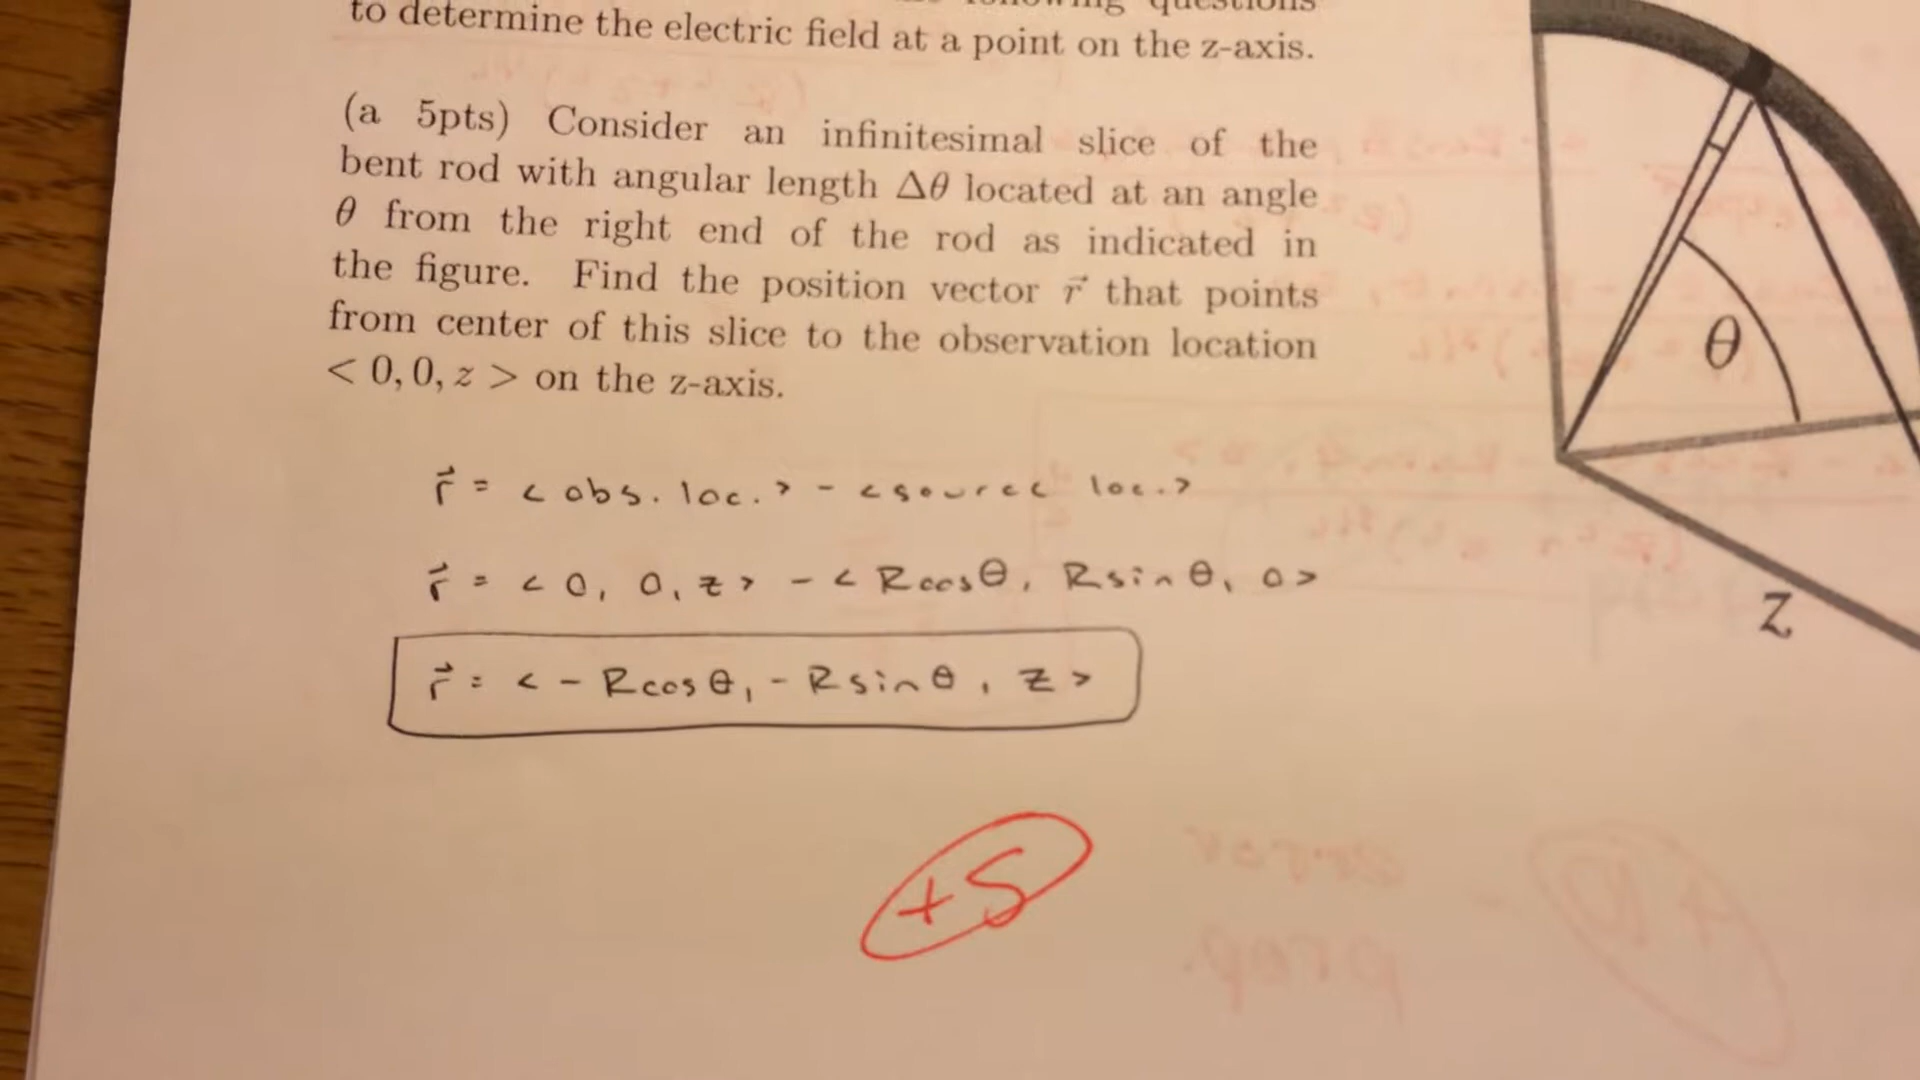 to determine the electric field at a point on the z-axis.
(a 5pts) Consider an infinitesimal slice of the
bent rod with angular length Δθ located at an angle
θ from the right end of the rod as indicated in
the figure. Find the position vector r⃗ that points
from center of this slice to the observation location
< 0, 0, z > on the z-axis.
r⃗ = < obs. loc. > - < source loc. >
r⃗ = < 0, 0, z > - < Rcosθ, Rsinθ, 0 >
r⃗ = < - Rcosθ, - Rsinθ, z >
+5
θ
z